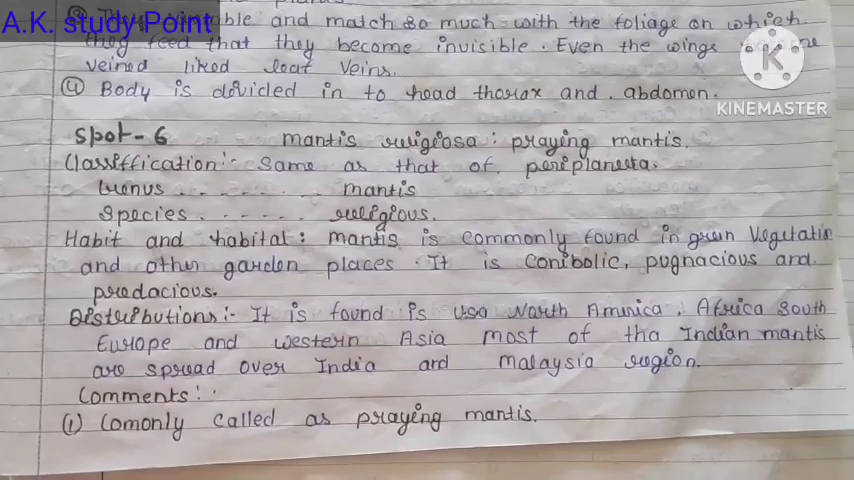 A.K. study Point
able and match so much with the foliage on which
they feed that they become invisible. Even the wings
veined liked leaf veins.
④ Body is divided in to head thorax and abdomen.
KINEMASTER
Spot-6 mantis religiosa: praying mantis.
Classiffication:- Same as that of periplaneta.
Genus . . . . . . . . mantis
Species . . . . . . religious.
Habit and habital: mantis is commonly found in green Vegitatin
and other garden places. It is Conibolic, pugnacious and
predacious.
Distributions:- It is found is USA North America. Africa South
Europe and western Asia most of tha Indian mantis
are spread over India and malaysia region.
Comments:
(1) Comonly called as praying mantis.